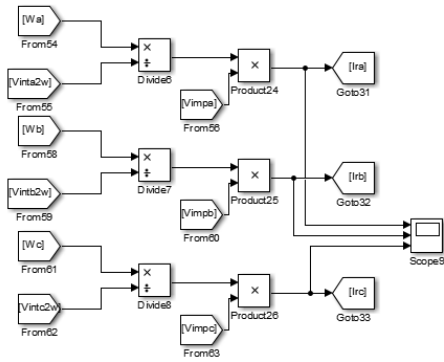 [Wa]
From54
×
÷
Divide6
[Vinta2w]
From55
×
Product24
[Vimpa]
From56
[Ira]
Goto31
[Wb]
From58
×
÷
Divide7
[Vintb2w]
From59
×
Product25
[Vimpb]
From60
[Irb]
Goto32
Scope9
[Wc]
From61
×
÷
Divide8
[Vintc2w]
From62
×
Product26
[Vimpc]
From63
[Irc]
Goto33